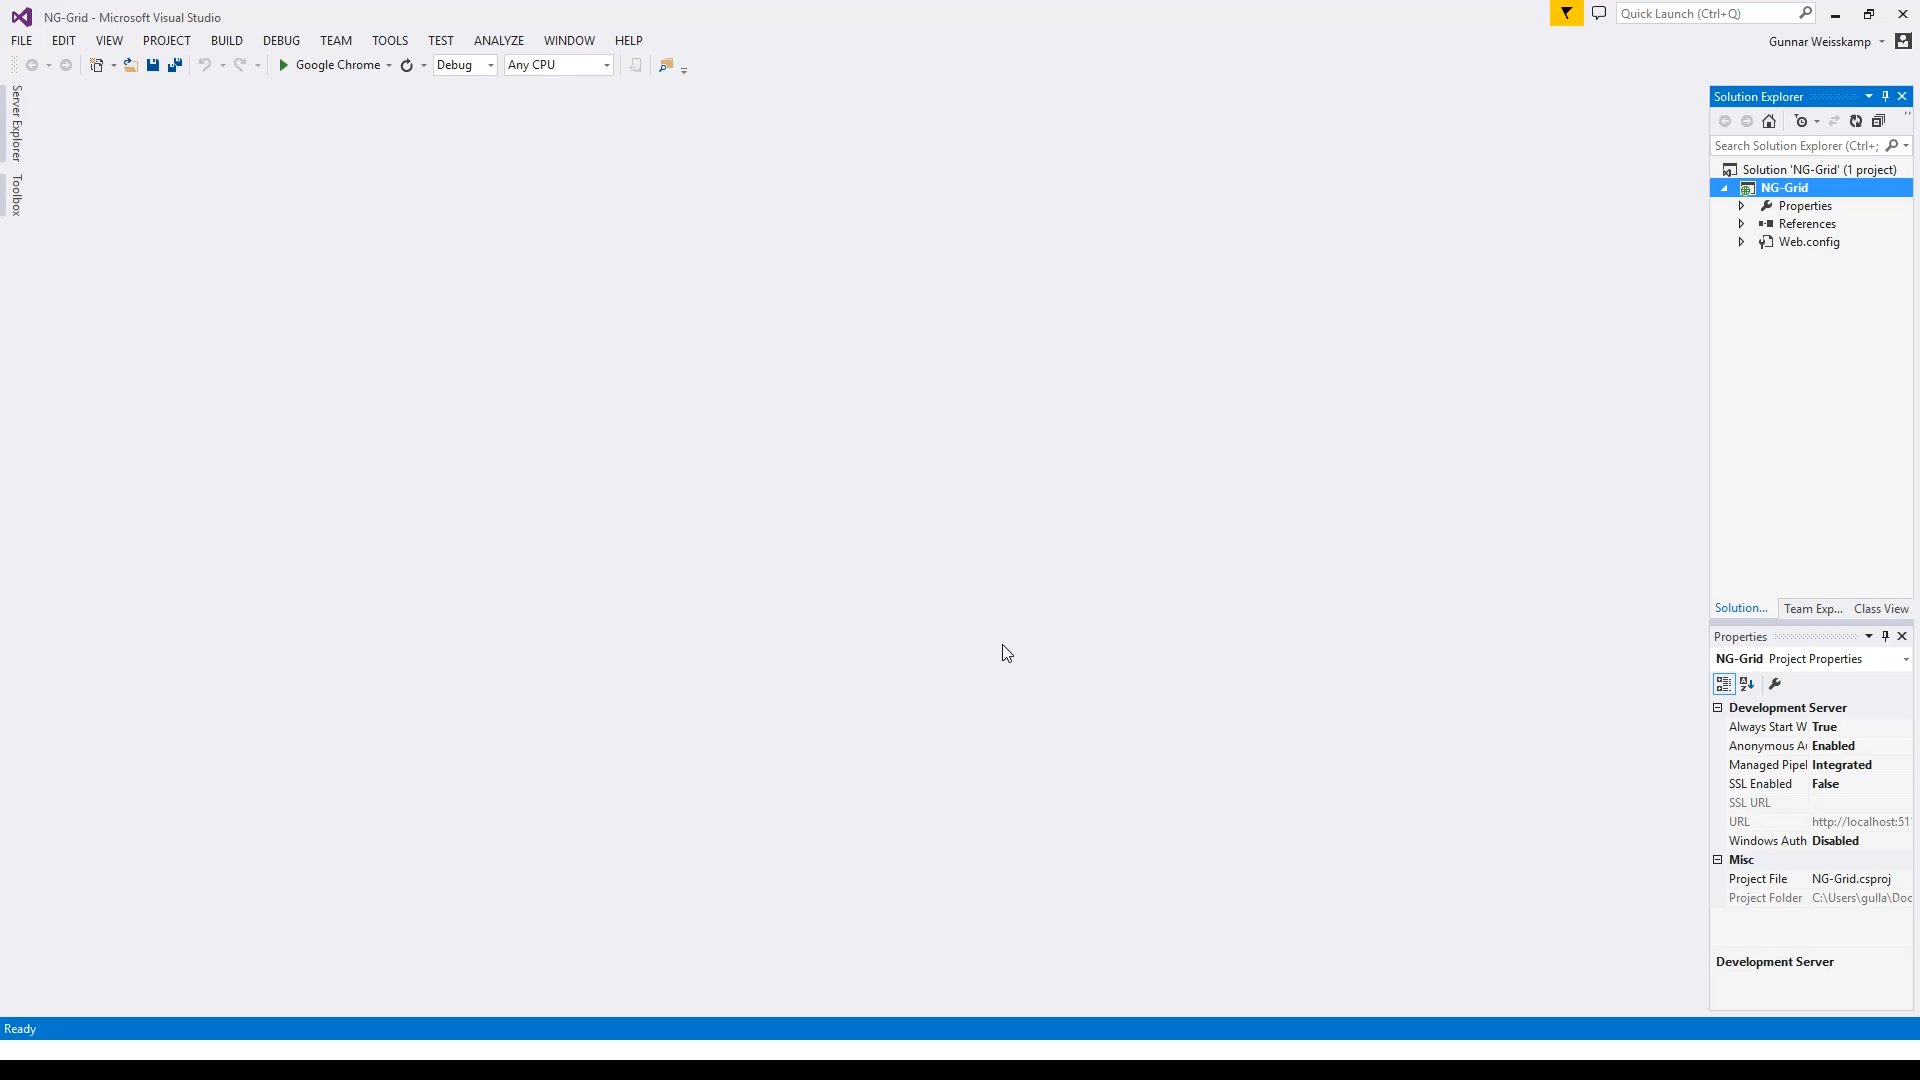 NG-Grid - Microsoft Visual Studio
Quick Launch (Ctrl+Q)
FILE EDIT VIEW PROJECT BUILD DEBUG TEAM TOOLS TEST ANALYZE WINDOW HELP
Gunnar Weisskamp
Google Chrome Debug Any CPU
Server Explorer
Toolbox
Solution Explorer
Search Solution Explorer (Ctrl+;
Solution 'NG-Grid' (1 project)
NG-Grid
Properties
References
Web.config
Solution... Team Exp... Class View
Properties
NG-Grid Project Properties
Development Server
Always Start W True
Anonymous Au Enabled
Managed Pipel Integrated
SSL Enabled False
SSL URL
URL http://localhost:51
Windows Auth Disabled
Misc
Project File NG-Grid.csproj
Project Folder C:\Users\gulla\Doc
Development Server
Ready